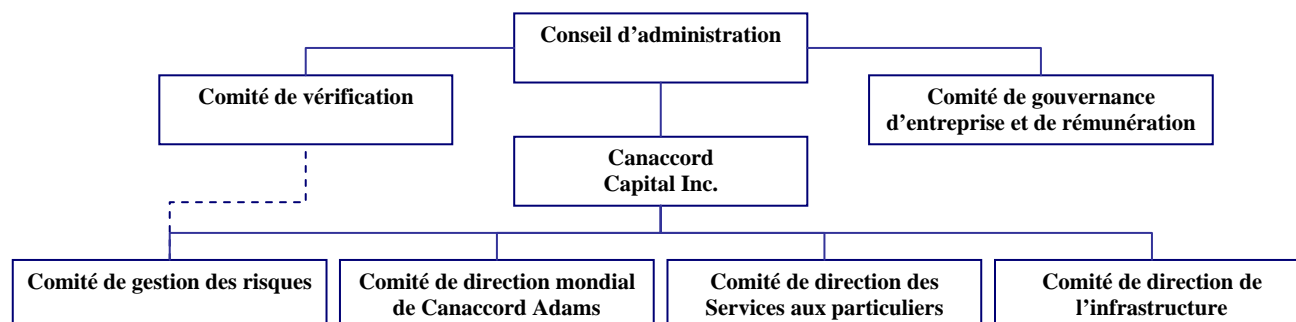 Conseil d'administration
Comité de vérification
Comité de gouvernance
d'entreprise et de rémunération
Canaccord
Capital Inc.
Comité de gestion des risques
Comité de direction mondial
de Canaccord Adams
Comité de direction des
Services aux particuliers
Comité de direction de
l'infrastructure